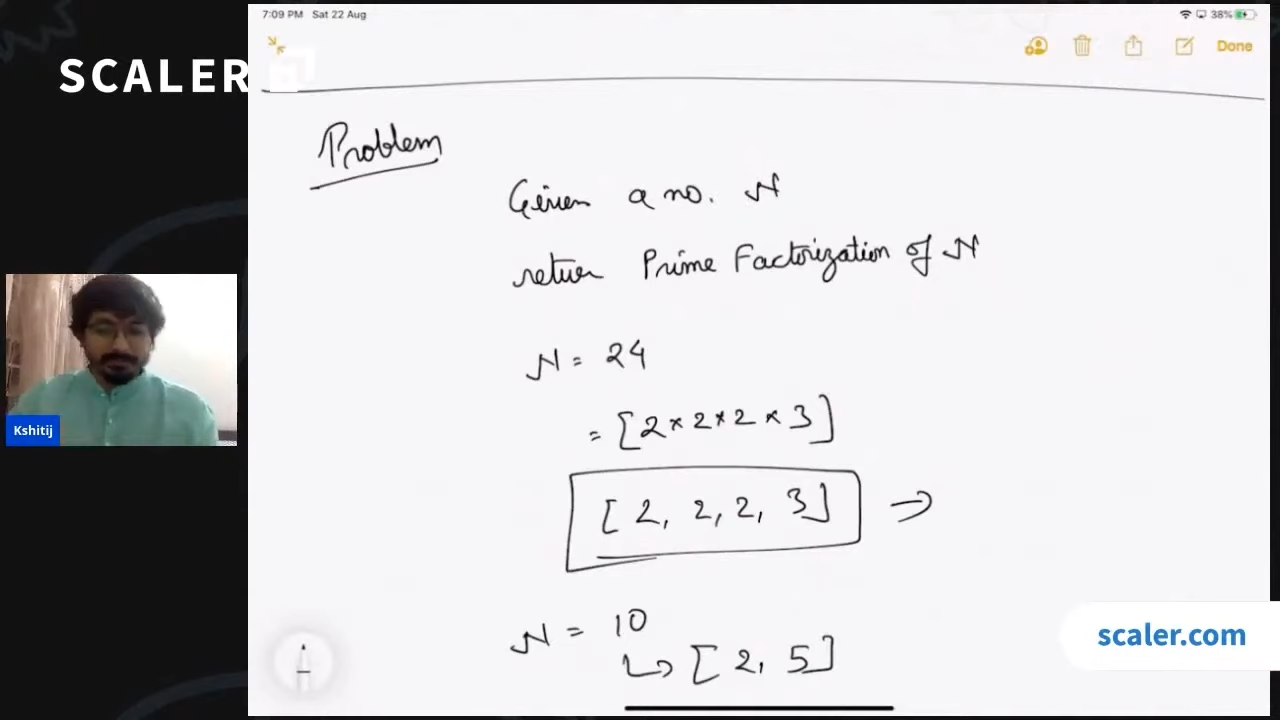 7:09 PM Sat 22 Aug
38%
Done
SCALER
Problem
Given a no. N
retur Prime Factorization of N
N = 24
= [2 * 2 * 2 * 3]
[2, 2, 2, 3] ⇒
Kshitij
N = 10
↳ [2, 5]
scaler.com